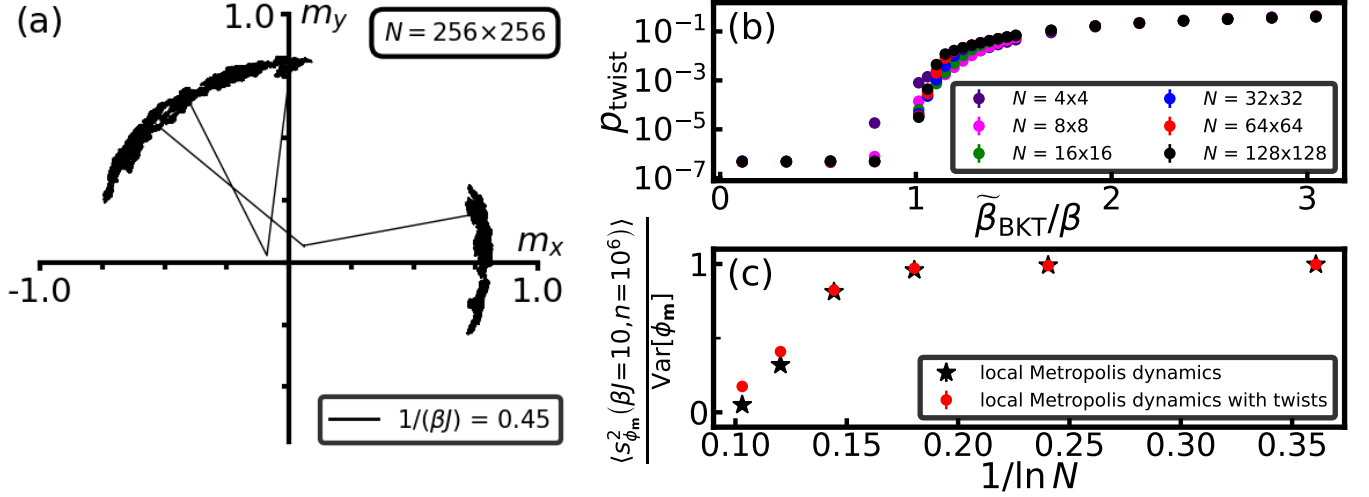 (a)
1.0
m_y
N = 256×256
m_x
-1.0
1.0
1/(βJ) = 0.45
(b)
p_twist
10^{-1}
10^{-3}
10^{-5}
10^{-7}
N = 4x4
N = 8x8
N = 16x16
N = 32x32
N = 64x64
N = 128x128
0
1
2
3
β̃_BKT/β
(c)
⟨s²_{ϕ_m}(βJ=10,n=10⁶)⟩
Var[ϕ_m]
1
0
local Metropolis dynamics
local Metropolis dynamics with twists
0.10
0.15
0.20
0.25
0.30
0.35
1/ln N